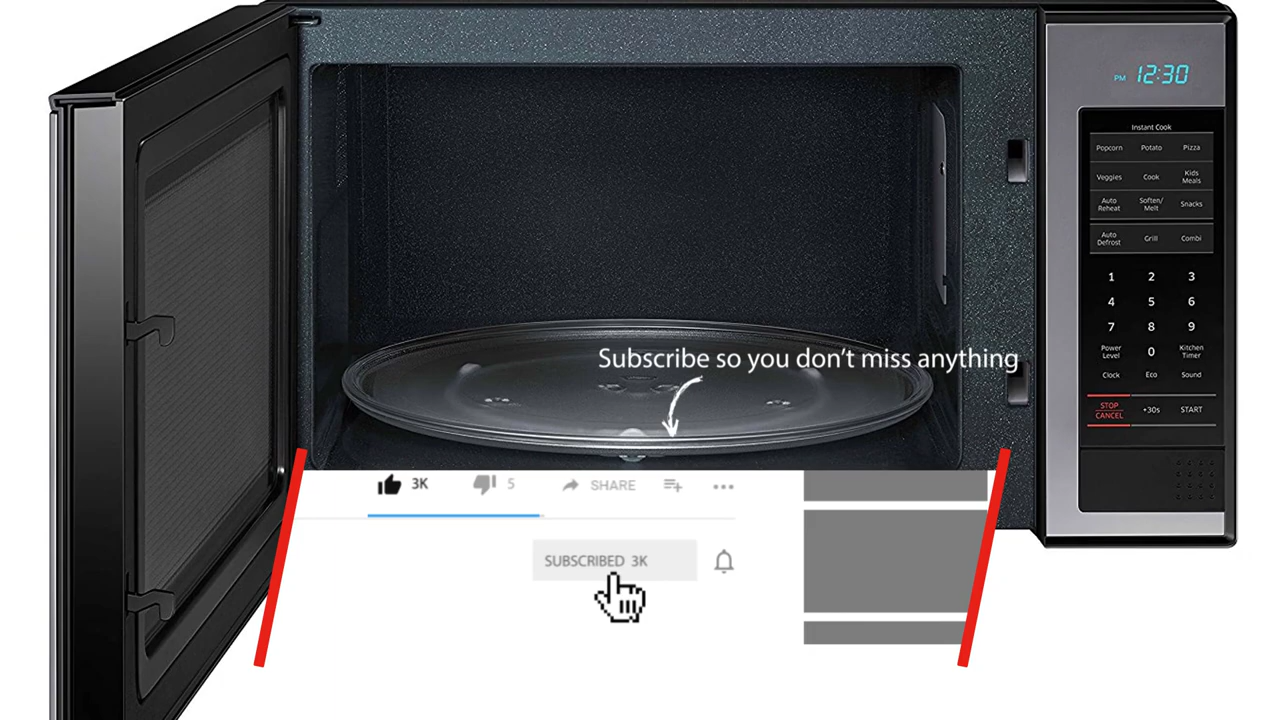 PM 12:30
Instant Cook
Popcorn Potato Pizza
Veggies Cook Kids Meals
Auto Reheat Soften/ Melt Snacks
Auto Defrost Grill Combi
1 2 3
4 5 6
7 8 9
Power Level 0 Kitchen Timer
Clock Eco Sound
STOP CANCEL +30s START
Subscribe so you don't miss anything
3K 5 SHARE
SUBSCRIBED 3K